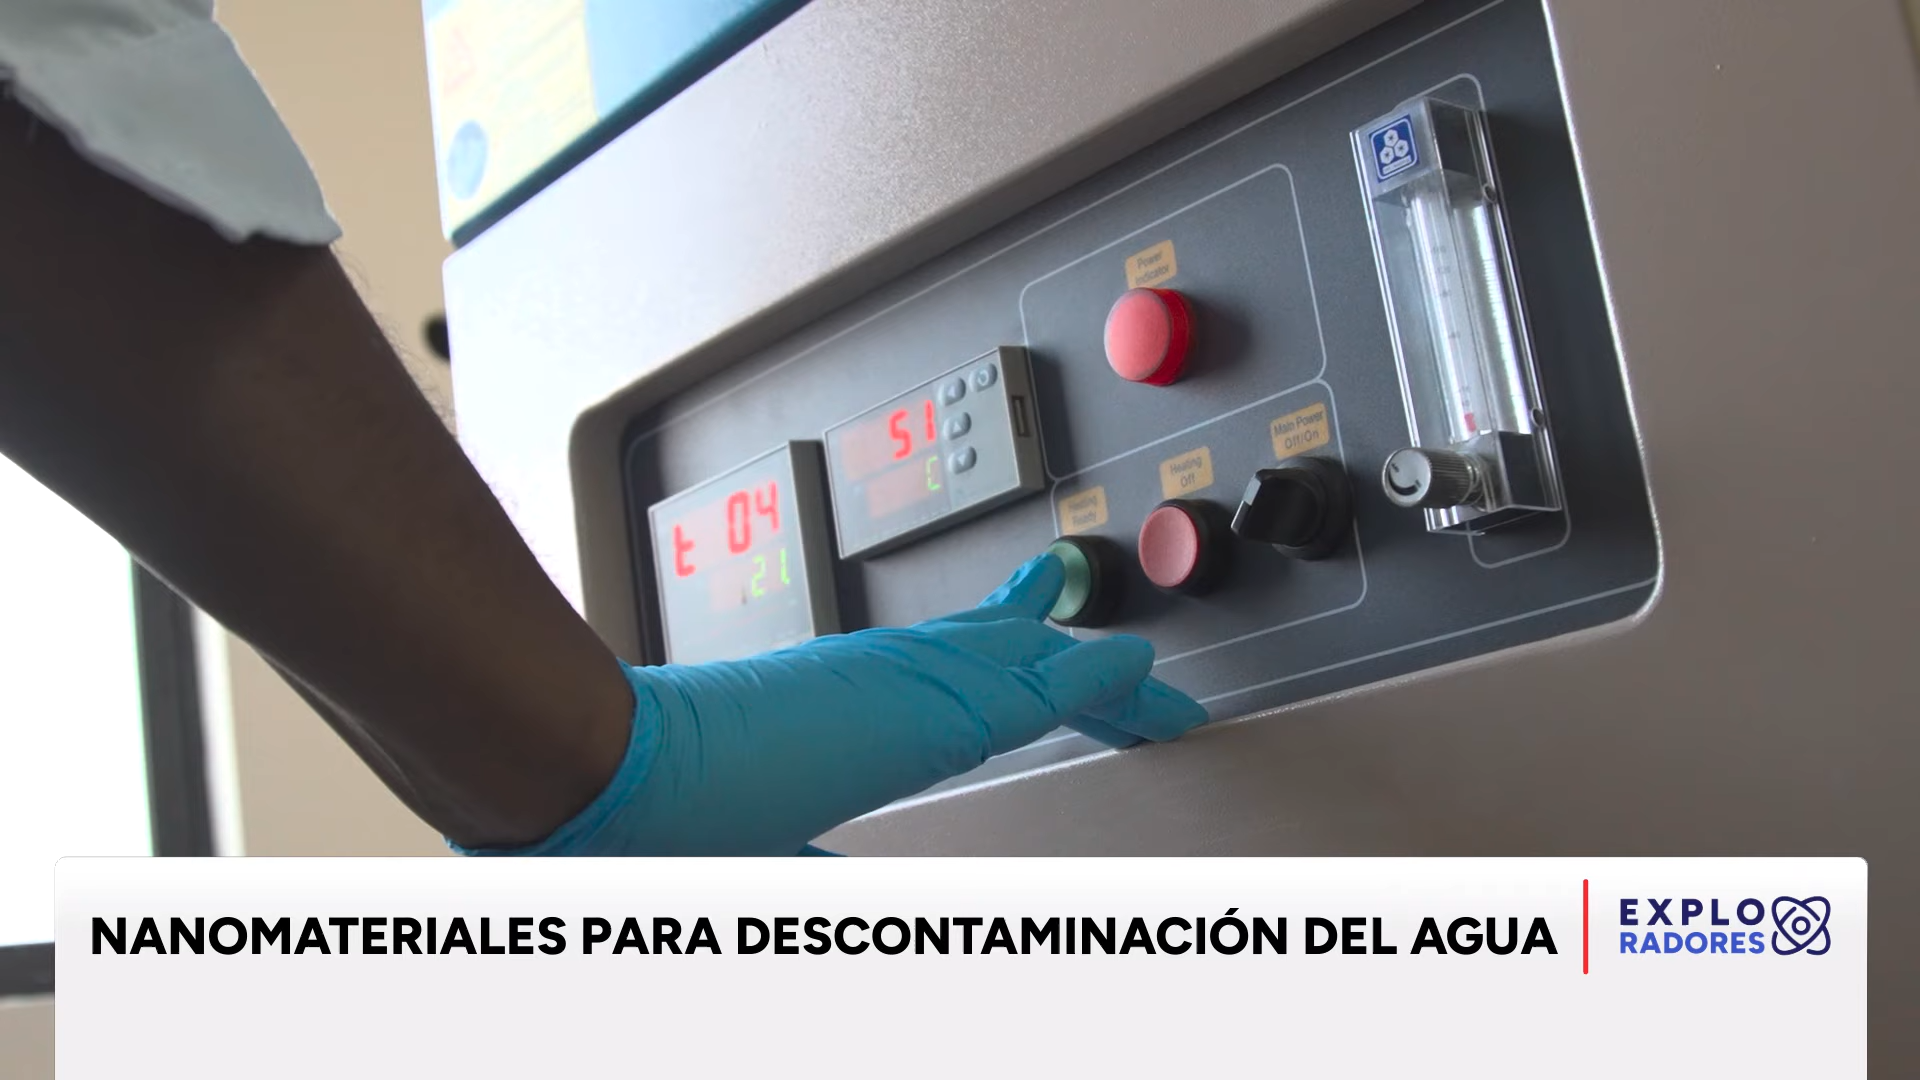 Power
Indicator
Main Power
Off/On
Heating
Off
Heating
Ready
51
C
t 04
21.
NANOMATERIALES PARA DESCONTAMINACIÓN DEL AGUA
EXPLO
RADORES